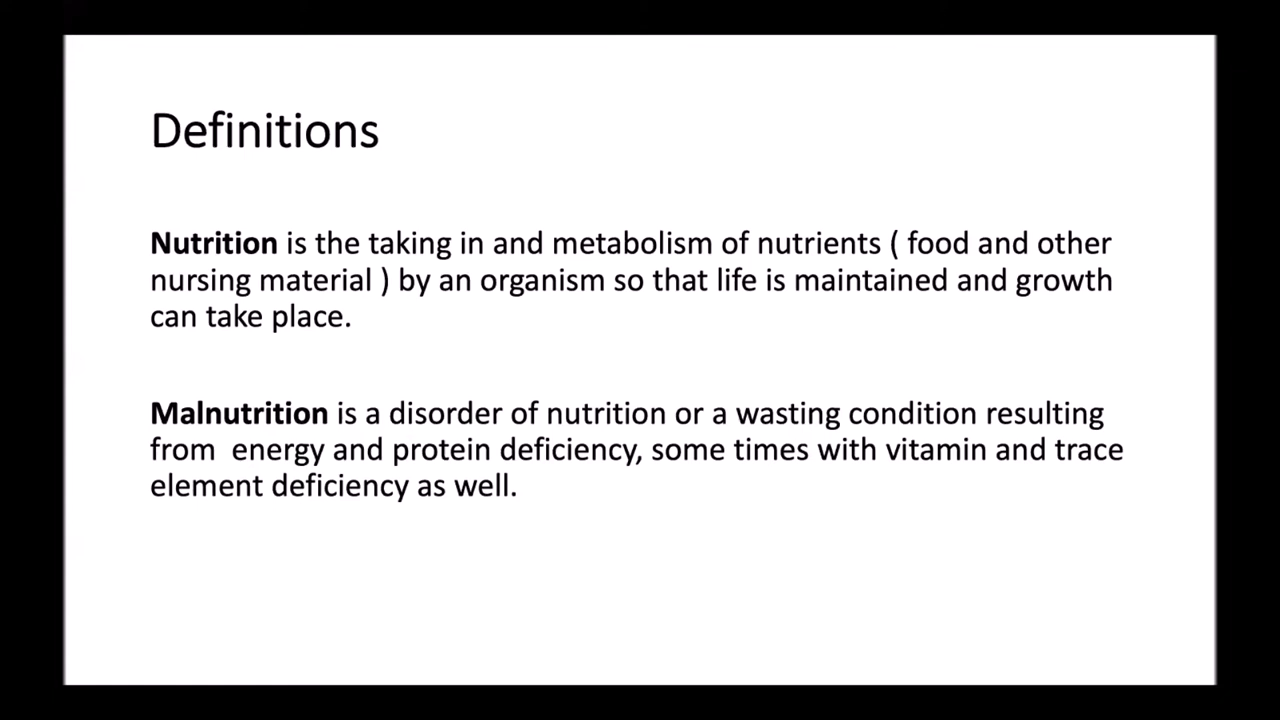 Definitions
Nutrition is the taking in and metabolism of nutrients ( food and other
nursing material ) by an organism so that life is maintained and growth
can take place.
Malnutrition is a disorder of nutrition or a wasting condition resulting
from  energy and protein deficiency, some times with vitamin and trace
element deficiency as well.